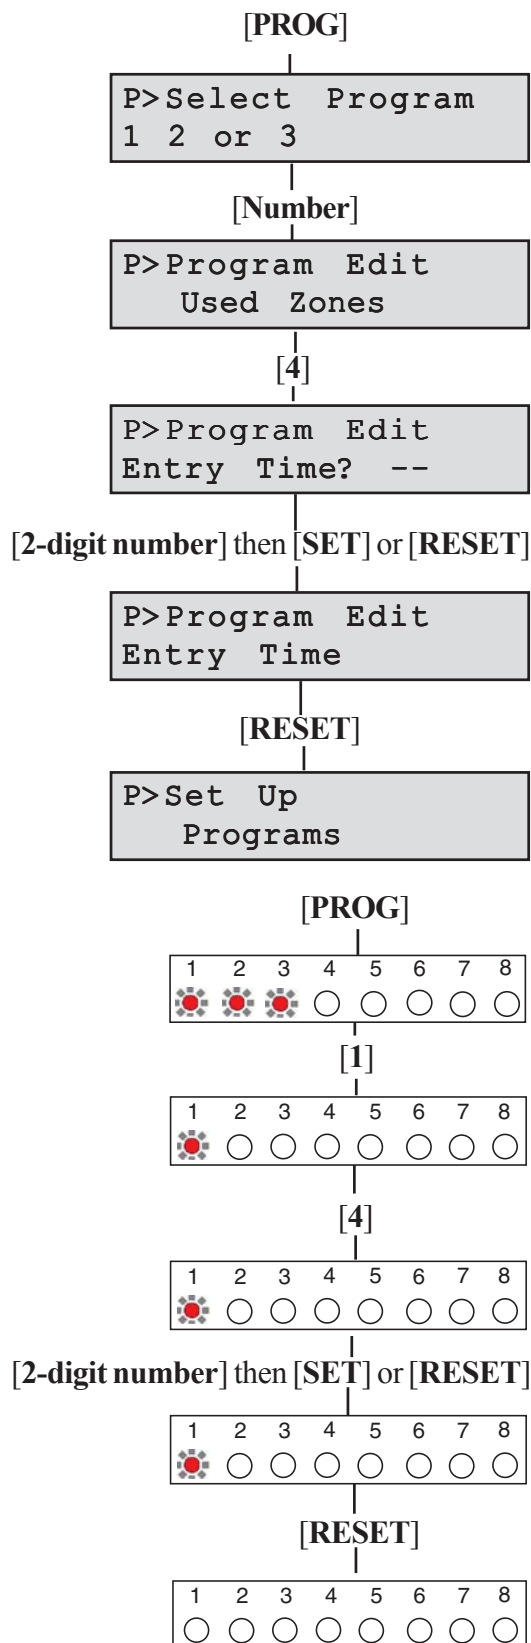 [PROG]
P>Select Program
1 2 or 3
[Number]
P>Program Edit
Used Zones
[4]
P>Program Edit
Entry Time? --
[2-digit number] then [SET] or [RESET]
P>Program Edit
Entry Time
[RESET]
P>Set Up
Programs
[PROG]
1 2 3 4 5 6 7 8
[1]
1 2 3 4 5 6 7 8
[4]
1 2 3 4 5 6 7 8
[2-digit number] then [SET] or [RESET]
1 2 3 4 5 6 7 8
[RESET]
1 2 3 4 5 6 7 8